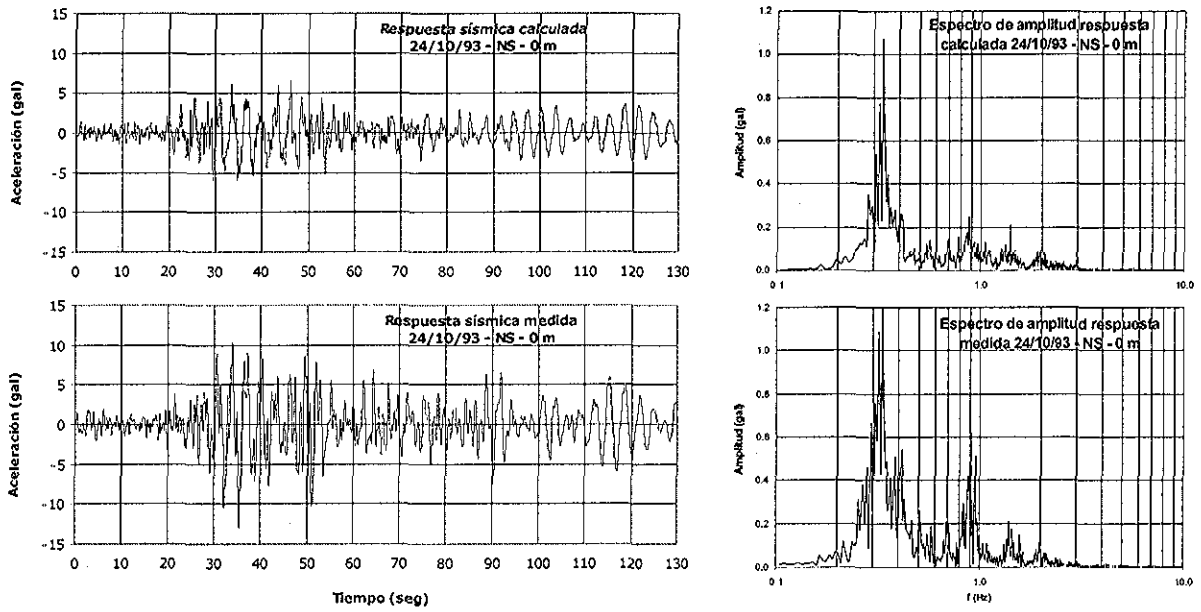 Respuesta sísmica calculada
24/10/93 - NS - 0 m
Aceleración (gal)
15
10
5
0
-5
-10
-15
0 10 20 30 40 50 60 70 80 90 100 110 120 130
Espectro de amplitud respuesta
calculada 24/10/93 - NS - 0 m
Amplitud (gal)
1.2
1.0
0.8
0.6
0.4
0.2
0.0
0 1 1.0 10.0
Respuesta sísmica medida
24/10/93 - NS - 0 m
Aceleración (gal)
15
10
5
0
-5
-10
-15
0 10 20 30 40 50 60 70 80 90 100 110 120 130
Tiempo (seg)
Espectro de amplitud respuesta
medida 24/10/93 - NS - 0 m
Amplitud (gal)
1.2
1.0
0.8
0.6
0.4
0.2
0.0
0 1 1.0 10.0
f (Hz)